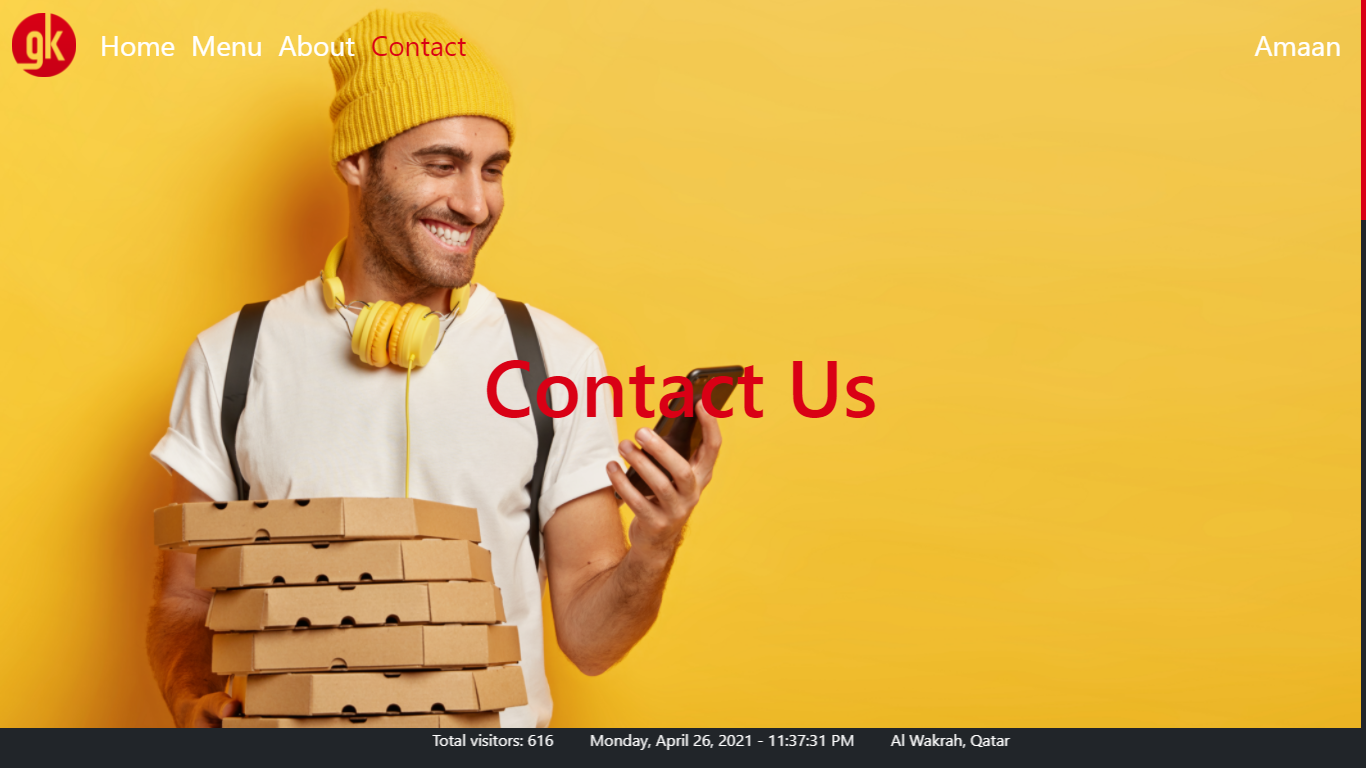 gk Home Menu About Contact Amaan
Contact Us
Total visitors: 616 Monday, April 26, 2021 - 11:37:31 PM Al Wakrah, Qatar